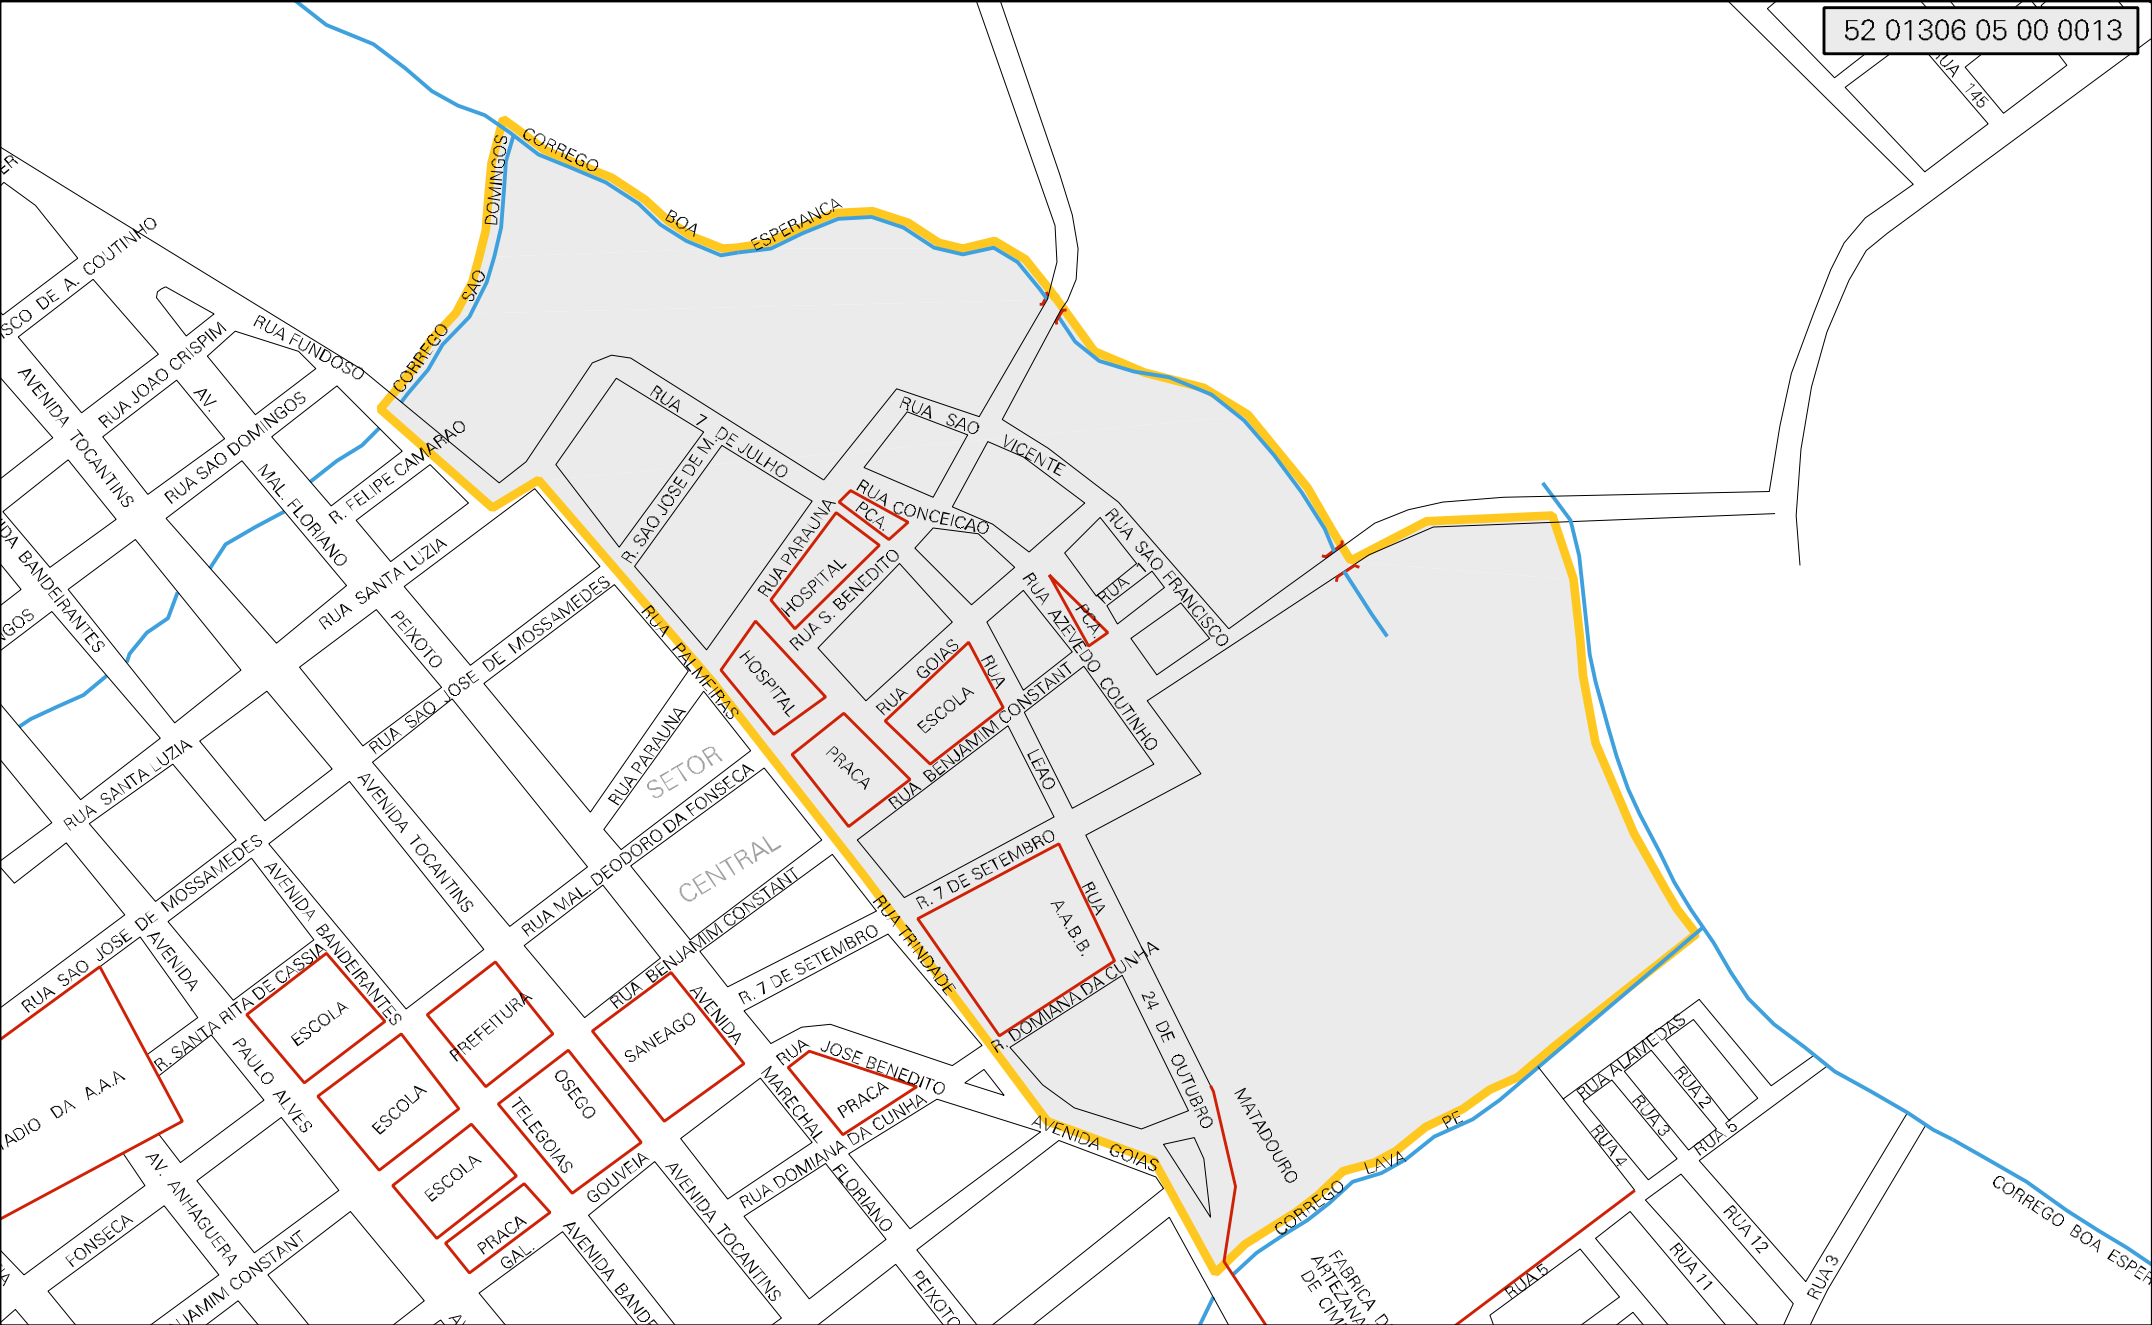 52 01306 05 00 0013
145
CORREGO
BOA
ESPERANCA
CORREGO
SAO
DOMINGOS
COUTINHO
DE A.
RUA FUNDOSO
RUA JOAO CRISPIM
AV.
RUA SAO DOMINGOS
R. FELIPE CAMARAO
AVENIDA TOCANTINS
MAL. FLORIANO
RUA SANTA LUZIA
PEIXOTO
BANDEIRANTES
RUA SAO JOSE DE MOSSAMEDES
RUA 7 DE JULHO
R. SAO JOSE DE M.
RUA SAO
VICENTE
RUA CONCEICAO
PCA.
RUA PARAUNA
HOSPITAL
RUA S. BENEDITO
RUA SAO FRANCISCO
RUA
PCA.
RUA AZEVEDO COUTINHO
RUA PALMEIRAS
HOSPITAL
RUA GOIAS
RUA
ESCOLA
LEAO
PRACA
RUA BENJAMIM CONSTANT
RUA PARAUNA
SETOR
CENTRAL
RUA MAL. DEODORO DA FONSECA
RUA SANTA LUZIA
AVENIDA TOCANTINS
RUA SAO JOSE DE MOSSAMEDES
AVENIDA BANDEIRANTES
AVENIDA
R. 7 DE SETEMBRO
RUA
A.A.B.B.
RUA TRINDADE
R. DOMIANA DA CUNHA
24 DE OUTUBRO
MATADOURO
RUA BENJAMIM CONSTANT
R. 7 DE SETEMBRO
AVENIDA
R. SANTA RITA DE CASSIA
ESCOLA
PREFEITURA
SANEAGO
RUA
JOSE BENEDITO
PRACA
MARECHAL
RUA DOMIANA DA CUNHA
FLORIANO
PEIXOTO
AVENIDA GOIAS
PAULO ALVES
ESCOLA
OSEGO
TELEGOIAS
GOUVEIA
ESCOLA
PRACA
GAL.
AVENIDA TOCANTINS
DA A.A.A
AV. ANHAGUERA
FONSECA
CONSTANT
AVENIDA
CORREGO
LAVA
PE
RUA ALAMEDAS
RUA 2
RUA 3
RUA 4
RUA 5
RUA 12
RUA 11
RUA 3
RUA 5
FABRICA
DE
CORREGO BOA